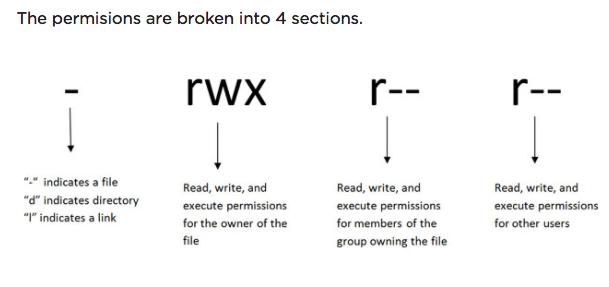 The permisions are broken into 4 sections.
- rwx r-- r--
"-" indicates a file
"d" indicates directory
"l" indicates a link
Read, write, and
execute permissions
for the owner of the
file
Read, write, and
execute permissions
for members of the
group owning the file
Read, write, and
execute permissions
for other users